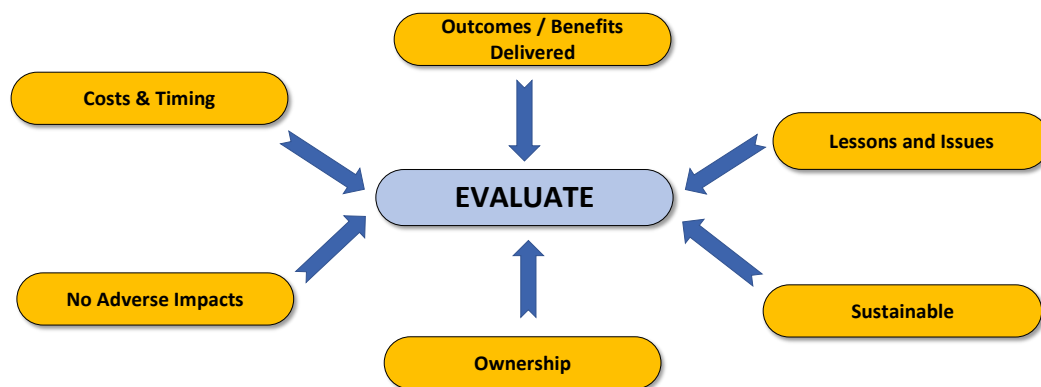 Outcomes / Benefits
Delivered
Costs & Timing
Lessons and Issues
EVALUATE
No Adverse Impacts
Sustainable
Ownership